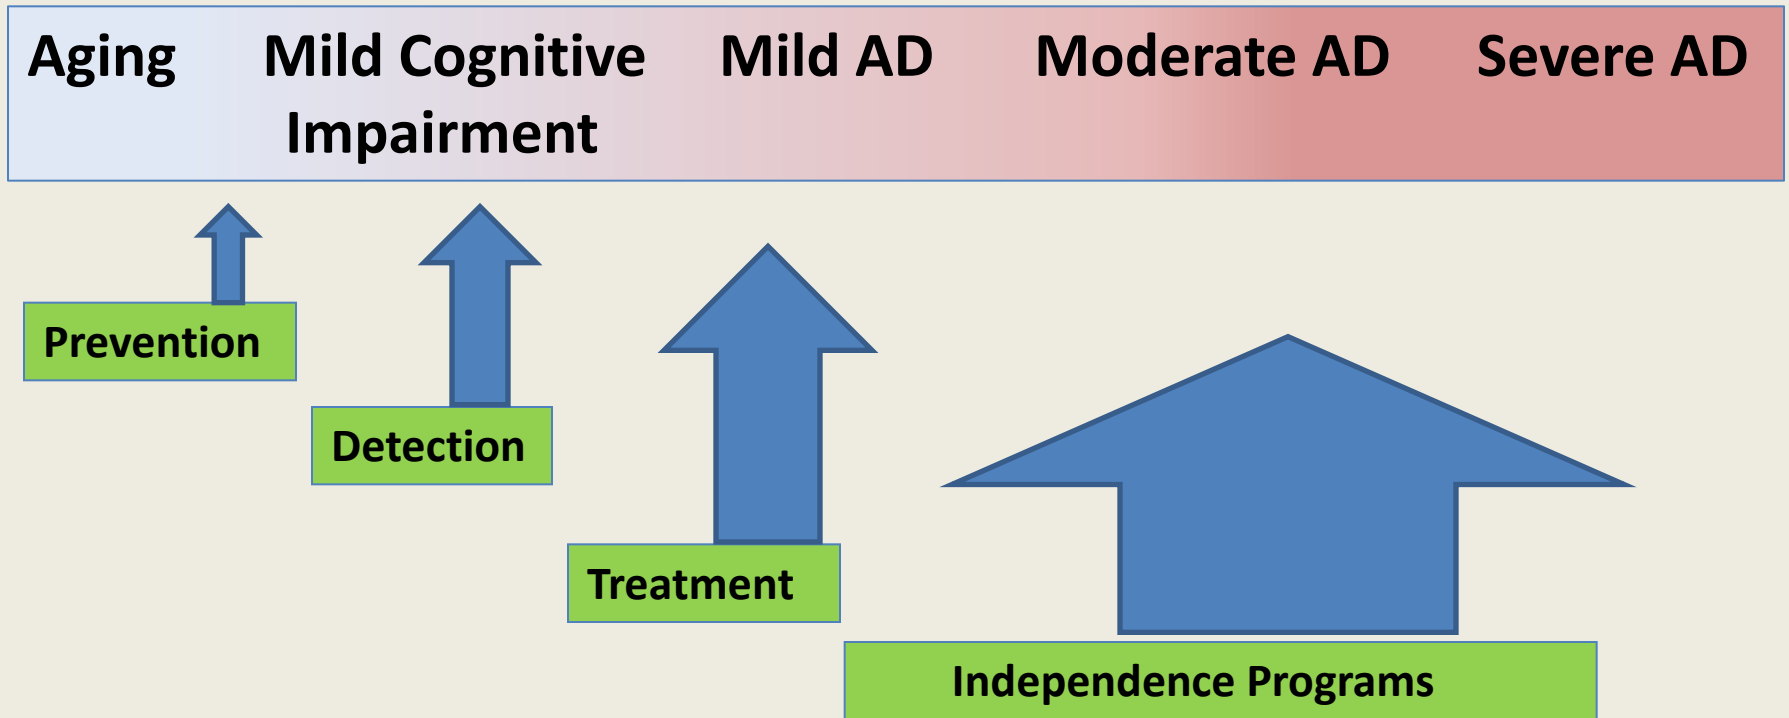 Aging Mild Cognitive Mild AD Moderate AD Severe AD
Impairment
Prevention
Detection
Treatment
Independence Programs